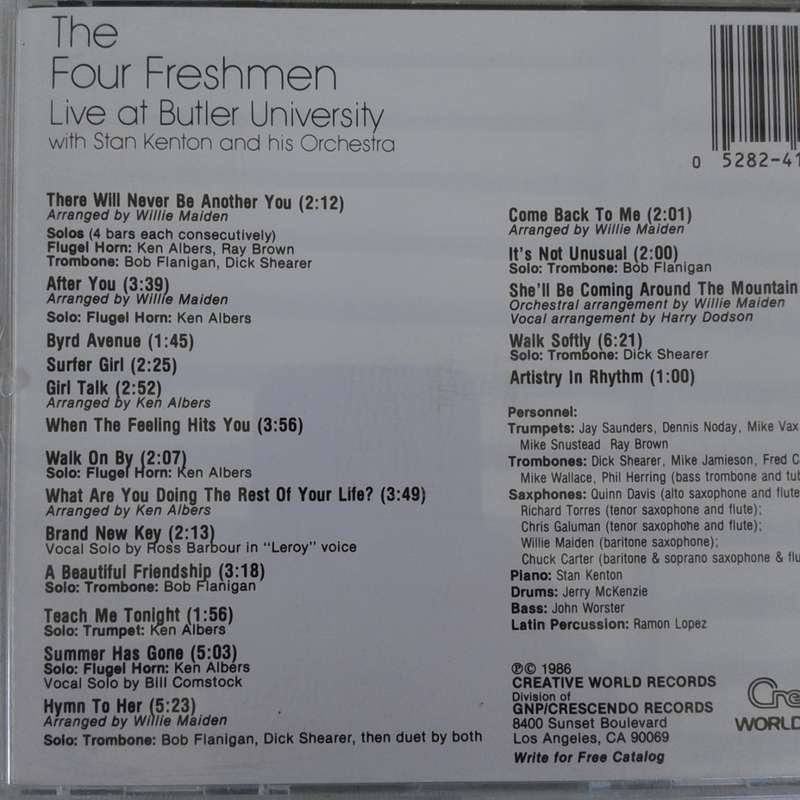 The
Four Freshmen
Live at Butler University
with Stan Kenton and his Orchestra
0 5282-41
There Will Never Be Another You (2:12)
Arranged by Willie Maiden
Solos (4 bars each consecutively)
Flugel Horn: Ken Albers, Ray Brown
Trombone: Bob Flanigan, Dick Shearer
After You (3:39)
Arranged by Willie Maiden
Solo: Flugel Horn: Ken Albers
Byrd Avenue (1:45)
Surfer Girl (2:25)
Girl Talk (2:52)
Arranged by Ken Albers
When The Feeling Hits You (3:56)
Walk On By (2:07)
Solo: Flugel Horn: Ken Albers
What Are You Doing The Rest Of Your Life? (3:49)
Arranged by Ken Albers
Brand New Key (2:13)
Vocal Solo by Ross Barbour in "Leroy" voice
A Beautiful Friendship (3:18)
Solo: Trombone: Bob Flanigan
Teach Me Tonight (1:56)
Solo: Trumpet: Ken Albers
Summer Has Gone (5:03)
Solo: Flugel Horn: Ken Albers
Vocal Solo by Bill Comstock
Hymn To Her (5:23)
Arranged by Willie Maiden
Solo: Trombone: Bob Flanigan, Dick Shearer, then duet by both
Come Back To Me (2:01)
Arranged by Willie Maiden
It's Not Unusual (2:00)
Solo: Trombone: Bob Flanigan
She'll Be Coming Around The Mountain
Orchestral arrangement by Willie Maiden
Vocal arrangement by Harry Dodson
Walk Softly (6:21)
Solo: Trombone: Dick Shearer
Artistry In Rhythm (1:00)
Personnel:
Trumpets: Jay Saunders, Dennis Noday, Mike Vax
Mike Snustead Ray Brown
Trombones: Dick Shearer, Mike Jamieson, Fred C
Mike Wallace, Phil Herring (bass trombone and tub
Saxphones: Quinn Davis (alto saxophone and flute
Richard Torres (tenor saxophone and flute);
Chris Galuman (tenor saxophone and flute);
Willie Maiden (baritone saxophone);
Chuck Carter (baritone & soprano saxophone & flu
Piano: Stan Kenton
Drums: Jerry McKenzie
Bass: John Worster
Latin Percussion: Ramon Lopez
℗© 1986
CREATIVE WORLD RECORDS
Division of
GNP/CRESCENDO RECORDS
8400 Sunset Boulevard
Los Angeles, CA 90069
Write for Free Catalog
Cre
WORLD